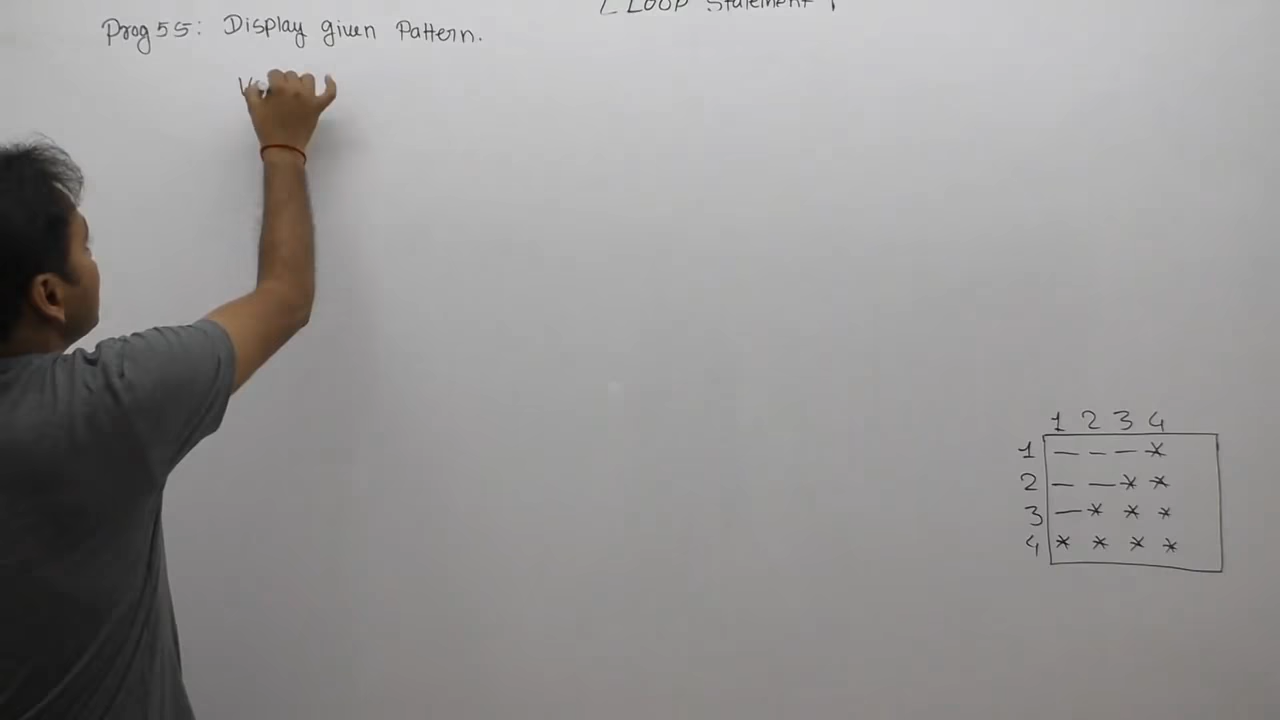 Loop Statement
Prog 55: Display given Pattern.
1 2 3 4
1 — — — *
2 — — * *
3 — * * *
4 * * * *